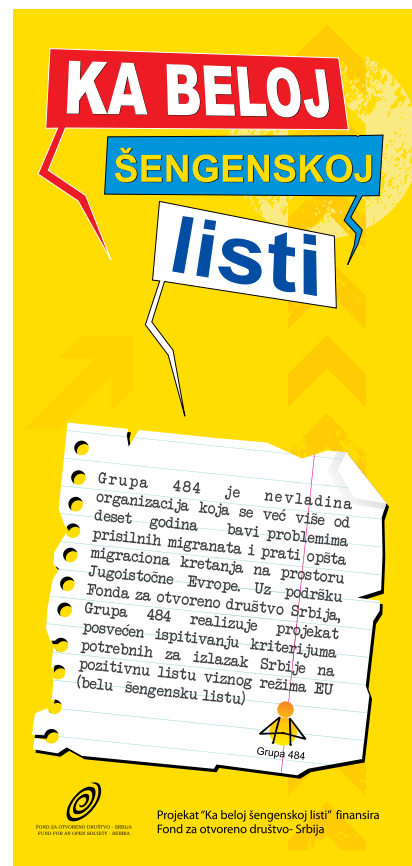 KA BELOJ
ŠENGENSKOJ
listi
Grupa 484 je nevladina
organizacija koja se već više od
deset godina bavi problemima
prisilnih migranata i prati opšta
migraciona kretanja na prostoru
Jugoistočne Evrope. Uz podršku
Fonda za otvoreno društvo Srbija,
Grupa 484 realizuje projekat
posvećen ispitivanju kriterijuma
potrebnih za izlazak Srbije na
pozitivnu listu viznog režima EU
(belu šengensku listu)
Grupa 484
FOND ZA OTVORENO DRUŠTVO - SRBIJA
FUND FOR AN OPEN SOCIETY - SERBIA
Projekat "Ka beloj šengenskoj listi" finansira
Fond za otvoreno društvo- Srbija